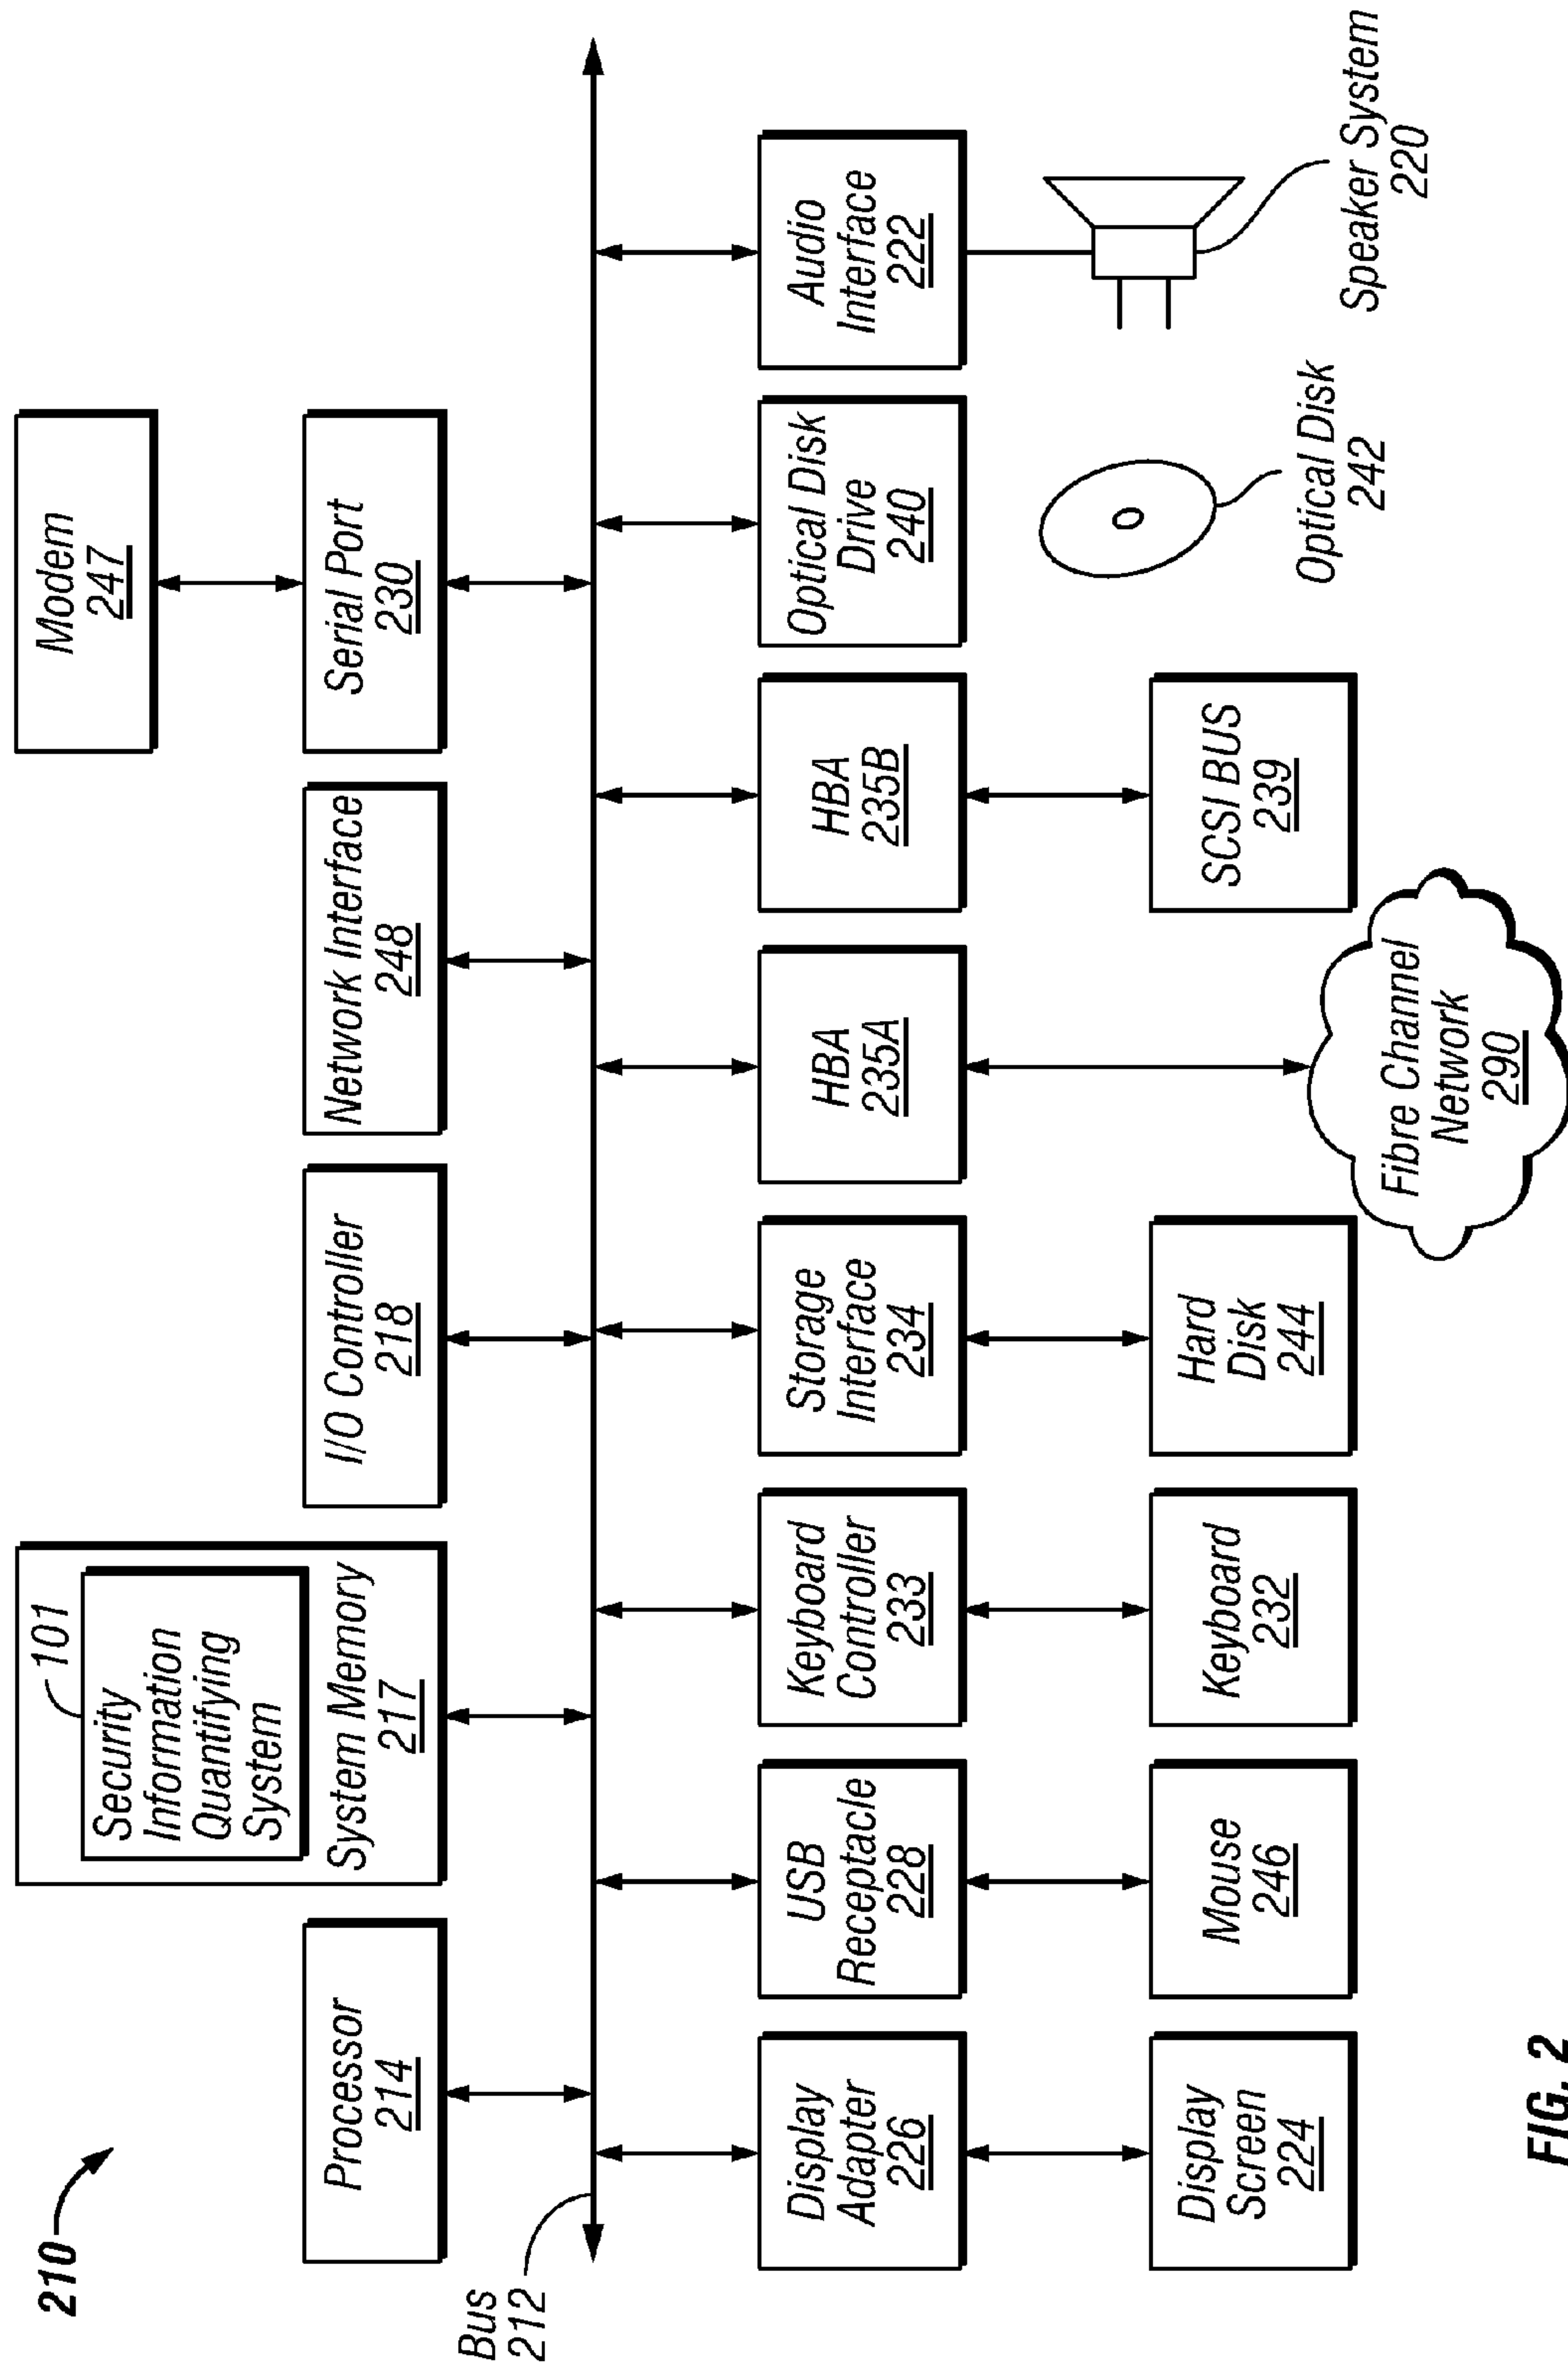 210
Modem
247
101
Security
Information
Quantifying
System
System Memory
217
Processor
214
I/O Controller
218
Network Interface
248
Serial Port
230
Bus
212
Display
Adapter
226
USB
Receptacle
228
Keyboard
Controller
233
Storage
Interface
234
HBA
235A
HBA
235B
Optical Disk
Drive
240
Audio
Interface
222
Display
Screen
224
Mouse
246
Keyboard
232
Hard
Disk
244
Fibre Channel
Network
290
SCSI BUS
239
Optical Disk
242
Speaker System
220
FIG. 2